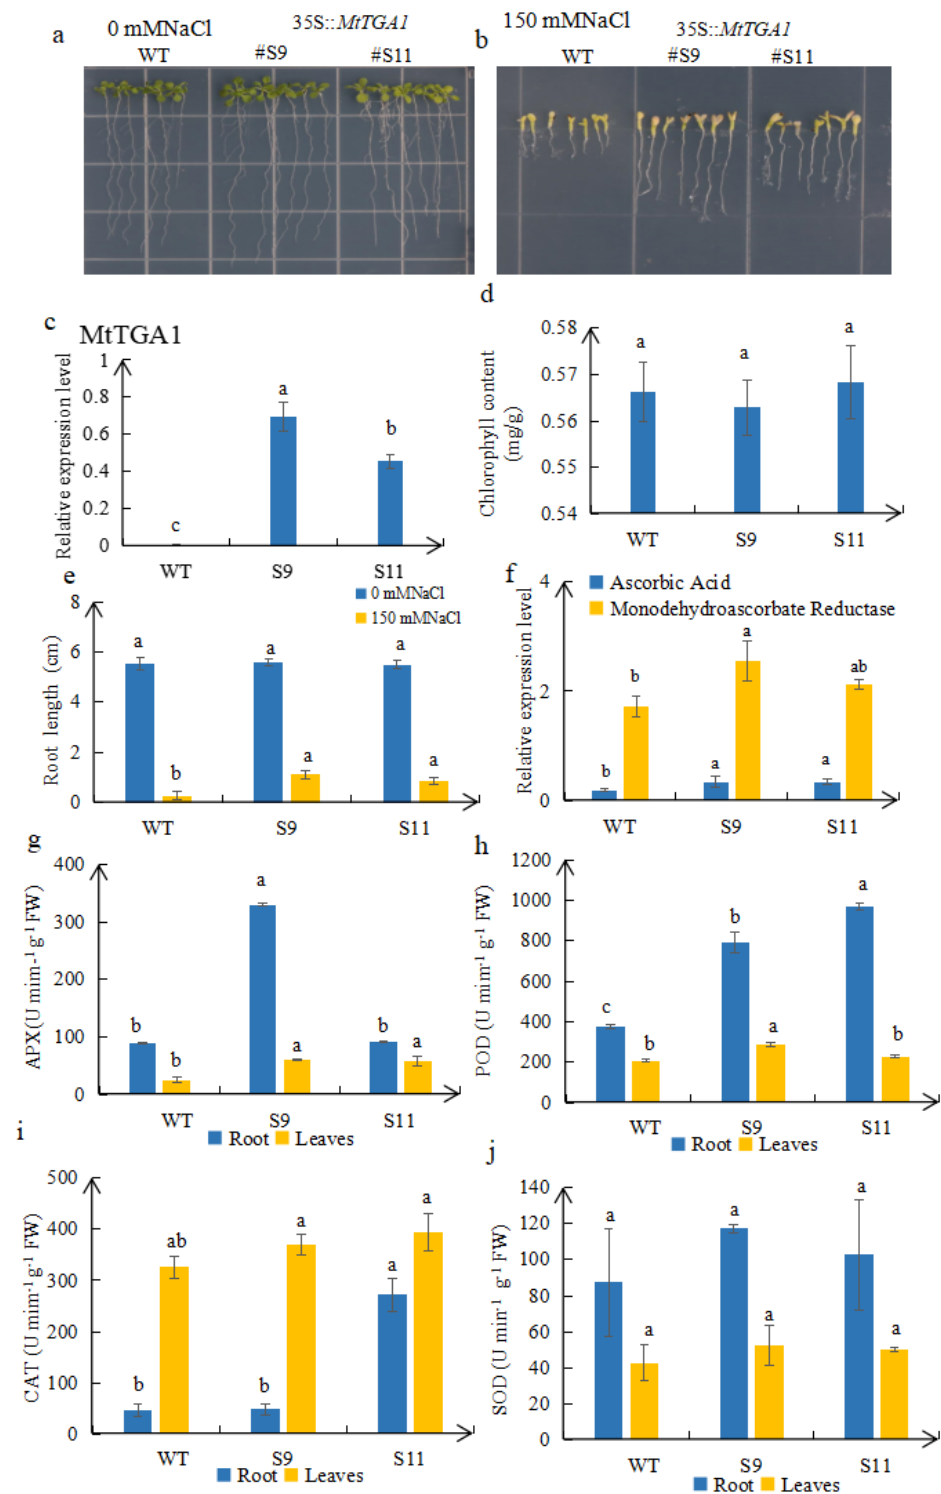 a
0 mMNaCl
35S::MtTGA1
WT
#S9
#S11
b
150 mMNaCl
35S::MtTGA1
WT
#S9
#S11
c
MtTGA1
Relative expression level
1
0.8
0.6
0.4
0.2
0
c
a
b
WT
S9
S11
d
Chlorophyll content
(mg/g)
0.58
0.57
0.56
0.55
0.54
a
a
a
WT
S9
S11
e
0 mMNaCl
150 mMNaCl
Root length (cm)
8
6
4
2
0
a
b
a
a
a
a
WT
S9
S11
f
Ascorbic Acid
Monodehydroascorbate Reductase
Relative expression level
4
2
0
b
b
a
a
a
ab
WT
S9
S11
g
APX(U mim-¹g⁻¹FW)
400
300
200
100
0
b
b
a
a
b
a
WT
S9
S11
Root
Leaves
h
POD (U mim⁻¹ g⁻¹ FW)
1200
1000
800
600
400
200
0
c
b
b
a
a
b
WT
S9
S11
Root
Leaves
i
CAT (U mim⁻¹g⁻¹ FW)
500
400
300
200
100
0
b
ab
b
a
a
a
WT
S9
S11
Root
Leaves
j
SOD (U min⁻¹ g⁻¹ FW)
140
120
100
80
60
40
20
0
a
a
a
a
a
a
WT
S9
S11
Root
Leaves